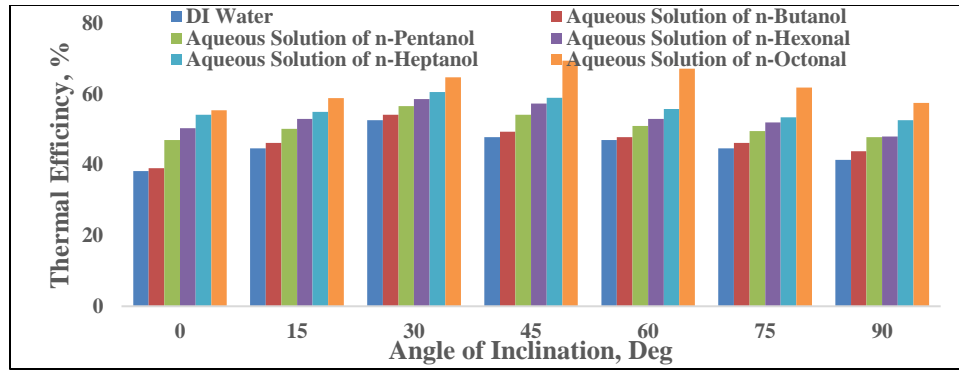 80
60
40
20
0
Thermal Efficiency, %
DI Water
Aqueous Solution of n-Butanol
Aqueous Solution of n-Pentanol
Aqueous Solution of n-Hexonal
Aqueous Solution of n-Heptanol
Aqueous Solution of n-Octonal
0 15 30 45 60 75 90
Angle of Inclination, Deg